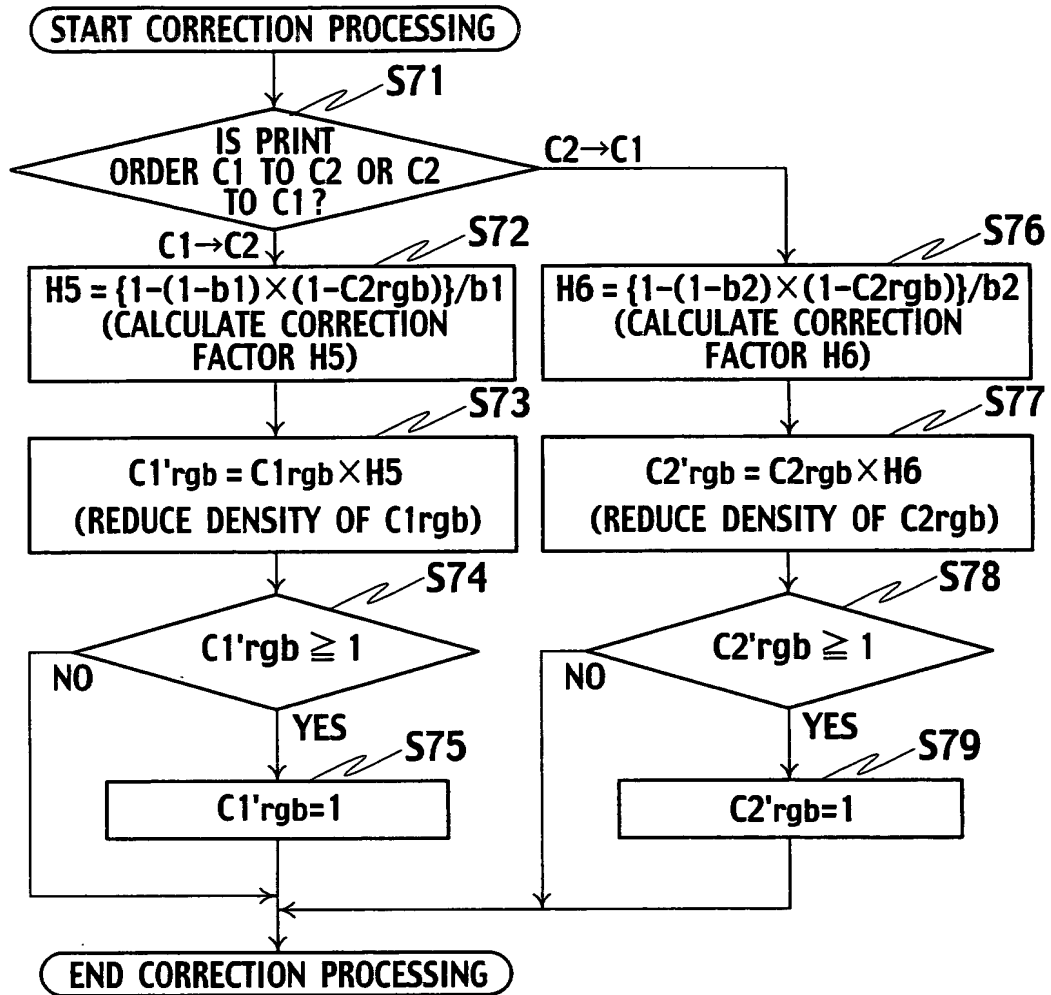 START CORRECTION PROCESSING
S71
IS PRINT
ORDER C1 TO C2 OR C2
TO C1?
C2→C1
C1→C2
S72
H5={1-(1-b1)×(1-C2rgb)}/b1
(CALCULATE CORRECTION
FACTOR H5)
S76
H6={1-(1-b2)×(1-C2rgb)}/b2
(CALCULATE CORRECTION
FACTOR H6)
S73
C1'rgb=C1rgb×H5
(REDUCE DENSITY OF C1rgb)
S77
C2'rgb=C2rgb×H6
(REDUCE DENSITY OF C2rgb)
S74
C1'rgb≧1
NO
YES
S78
C2'rgb≧1
NO
YES
S75
C1'rgb=1
S79
C2'rgb=1
END CORRECTION PROCESSING